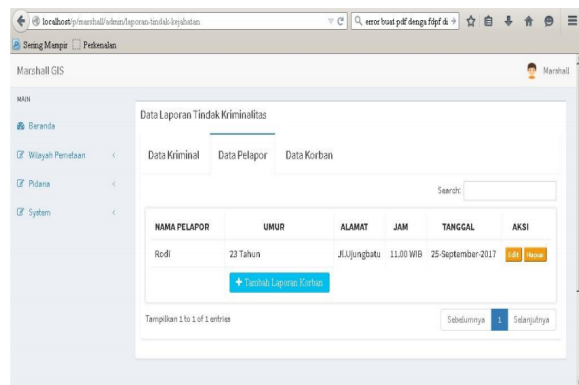 localhost/p/marshall/admin/laporan-tindak-kejahatan
error buat pdf denga fdpf di
Sering Mampir Perkenalan
Marshall GIS
Marshall
MAIN
Beranda
Wilayah Pemetaan
Pidana
System
Data Laporan Tindak Kriminalitas
Data Kriminal Data Pelapor Data Korban
Search:
NAMA PELAPOR UMUR ALAMAT JAM TANGGAL AKSI
Rodi 23 Tahun Jl.Ujungbatu 11.00 WIB 25-September-2017 Edit Hapus
+ Tambah Laporan Korban
Tampilkan 1 to 1 of 1 entries
Sebelumnya 1 Selanjutnya